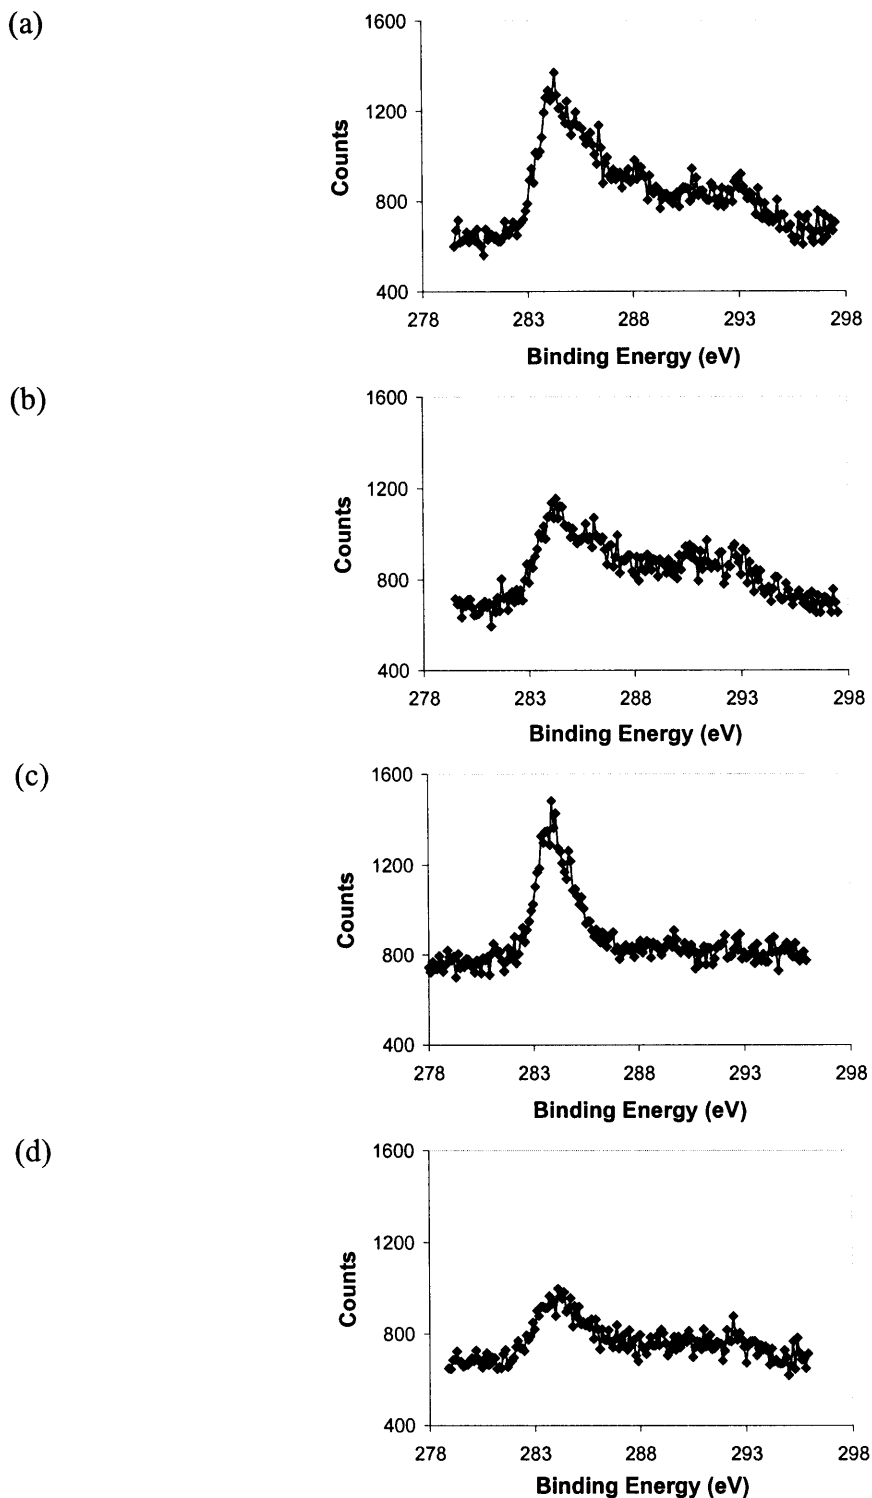 (a)
1600
1200
800
400
Counts
278 283 288 293 298
Binding Energy (eV)
(b)
1600
1200
800
400
Counts
278 283 288 293 298
Binding Energy (eV)
(c)
1600
1200
800
400
Counts
278 283 288 293 298
Binding Energy (eV)
(d)
1600
1200
800
400
Counts
278 283 288 293 298
Binding Energy (eV)